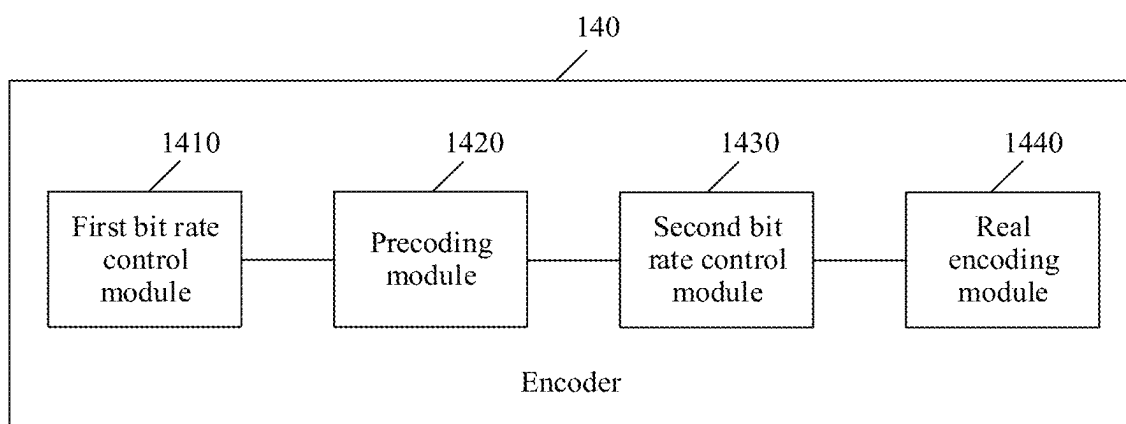 140
1410
1420
1430
1440
First bit rate
control
module
Precoding
module
Second bit
rate control
module
Real
encoding
module
Encoder